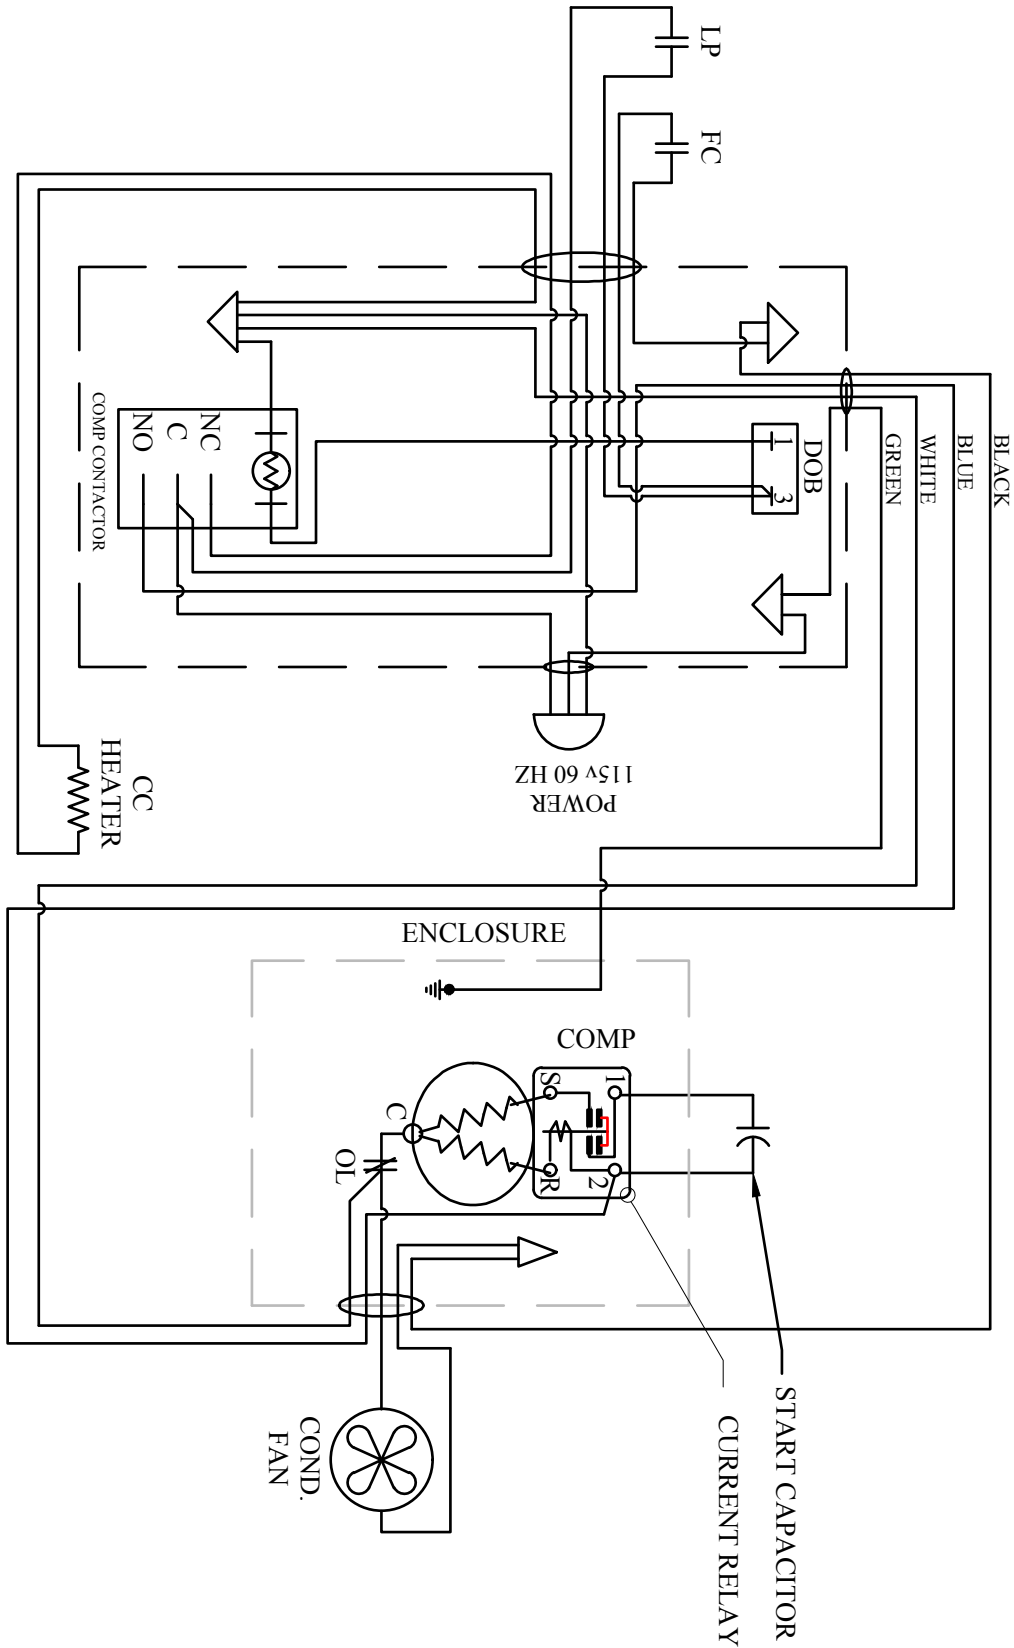 LP
FC
BLACK
BLUE
WHITE
GREEN
DOB
1
3
NC
C
NO
COMP CONTACTOR
POWER
115v 60 HZ
CC
HEATER
ENCLOSURE
COMP
S
1
R
2
C
OL
START CAPACITOR
CURRENT RELAY
COND.
FAN